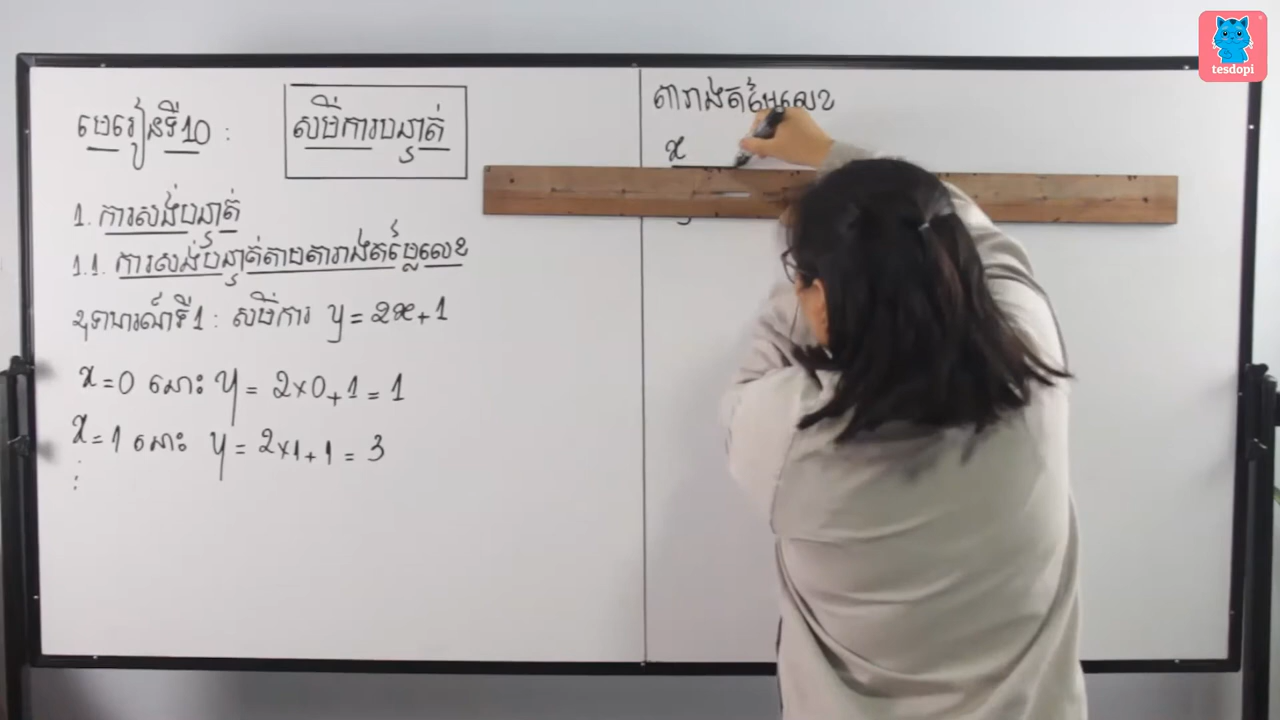 មេរៀនទី10 :
សមីការបន្ទាត់
1. ការសង់បន្ទាត់
1.1. ការសង់បន្ទាត់តាមតារាងតម្លៃលេខ
ឧទាហរណ៍ទី1 : សមីការ y = 2x + 1
x = 0 នោះ y = 2×0 + 1 = 1
x = 1 នោះ y = 2×1 + 1 = 3
⋮
តារាងតម្លៃលេខ
x
tesdopi